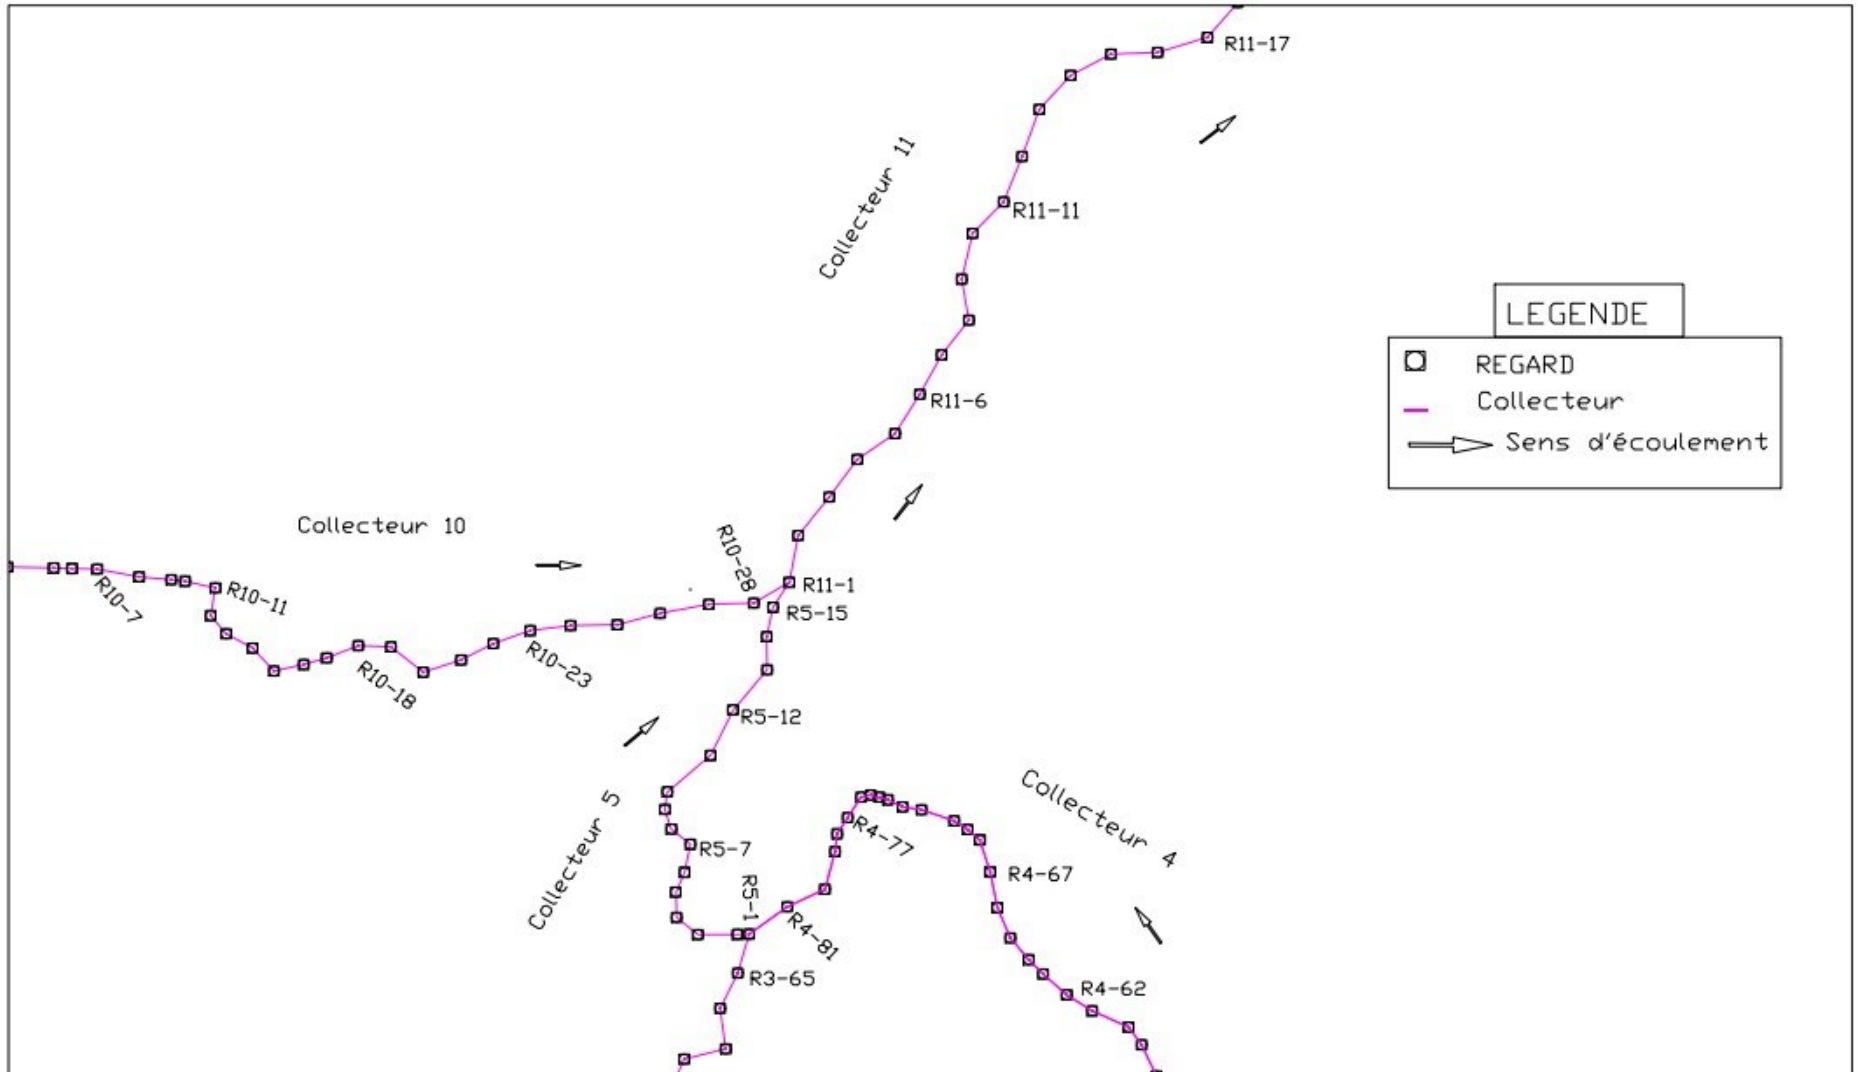 R11-17
Collecteur 11
R11-11
LEGENDE
REGARD
Collecteur
Sens d'écoulement
R11-6
Collecteur 10
R10-28
R10-7
R10-11
R11-1
R5-15
R10-23
R10-18
R5-12
Collecteur 5
Collecteur 4
R4-77
R5-7
R4-67
R5-1
R4-81
R3-65
R4-62